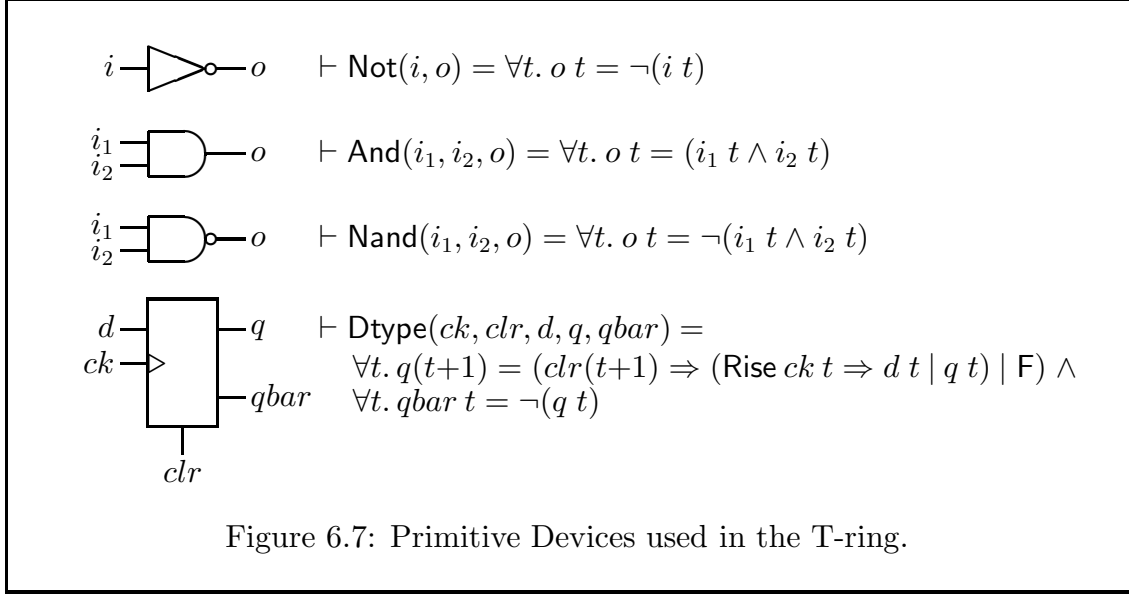 i o ⊢ Not(i, o) = ∀t. o t = ¬(i t)
i₁
i₂ o ⊢ And(i₁, i₂, o) = ∀t. o t = (i₁ t ∧ i₂ t)
i₁
i₂ o ⊢ Nand(i₁, i₂, o) = ∀t. o t = ¬(i₁ t ∧ i₂ t)
d q ⊢ Dtype(ck, clr, d, q, qbar) =
ck ∀t. q(t+1) = (clr(t+1) ⇒ (Rise ck t ⇒ d t | q t) | F) ∧
qbar ∀t. qbar t = ¬(q t)
clr
Figure 6.7: Primitive Devices used in the T-ring.